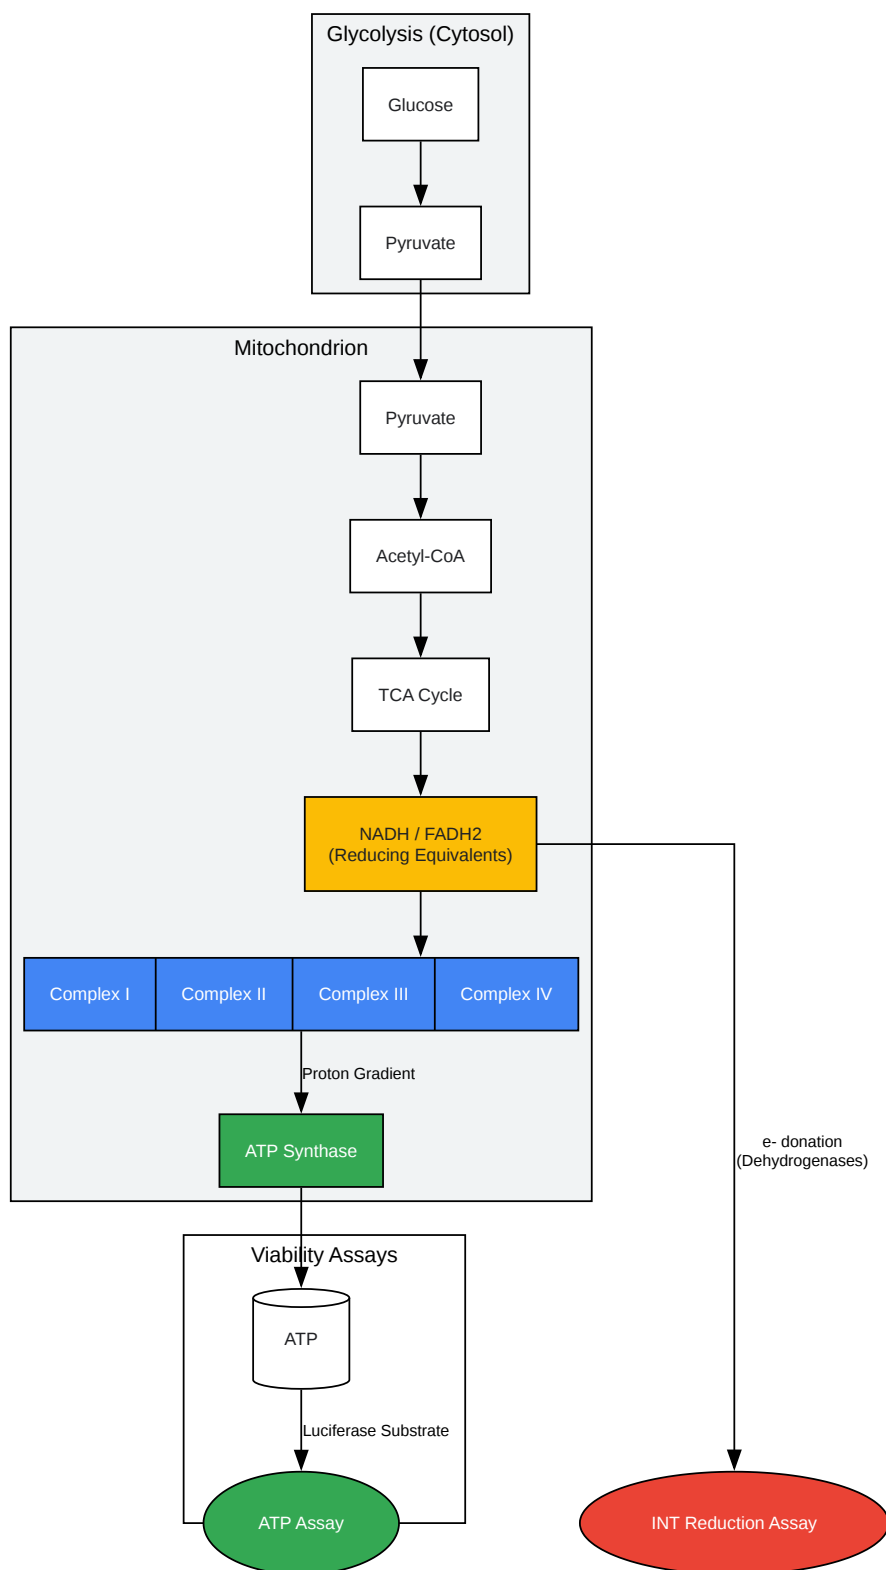 Glycolysis (Cytosol)
Glucose
Pyruvate
Mitochondrion
Pyruvate
Acetyl-CoA
TCA Cycle
NADH / FADH2
(Reducing Equivalents)
Complex I
Complex II
Complex III
Complex IV
Proton Gradient
ATP Synthase
e- donation
(Dehydrogenases)
Viability Assays
ATP
Luciferase Substrate
ATP Assay
INT Reduction Assay